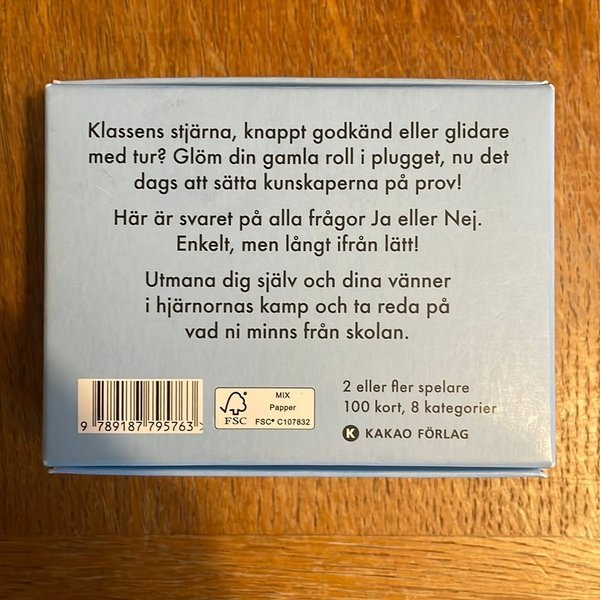 Klassens stjärna, knappt godkänd eller glidare
med tur? Glöm din gamla roll i plugget, nu det
dags att sätta kunskaperna på prov!
Här är svaret på alla frågor Ja eller Nej.
Enkelt, men långt ifrån lätt!
Utmana dig själv och dina vänner
i hjärnornas kamp och ta reda på
vad ni minns från skolan.
9 789187 795763 >
FSC
MIX
Papper
FSC® C107832
2 eller fler spelare
100 kort, 8 kategorier
K KAKAO FÖRLAG